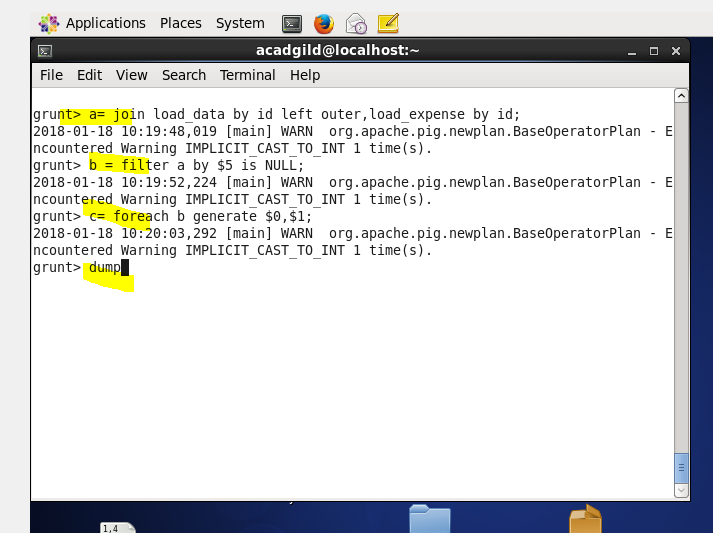 Applications Places System
acadgild@localhost:~
File Edit View Search Terminal Help
grunt> a= join load_data by id left outer,load_expense by id;
2018-01-18 10:19:48,019 [main] WARN  org.apache.pig.newplan.BaseOperatorPlan - E
ncountered Warning IMPLICIT_CAST_TO_INT 1 time(s).
grunt> b = filter a by $5 is NULL;
2018-01-18 10:19:52,224 [main] WARN  org.apache.pig.newplan.BaseOperatorPlan - E
ncountered Warning IMPLICIT_CAST_TO_INT 1 time(s).
grunt> c= foreach b generate $0,$1;
2018-01-18 10:20:03,292 [main] WARN  org.apache.pig.newplan.BaseOperatorPlan - E
ncountered Warning IMPLICIT_CAST_TO_INT 1 time(s).
grunt> dump
1,4